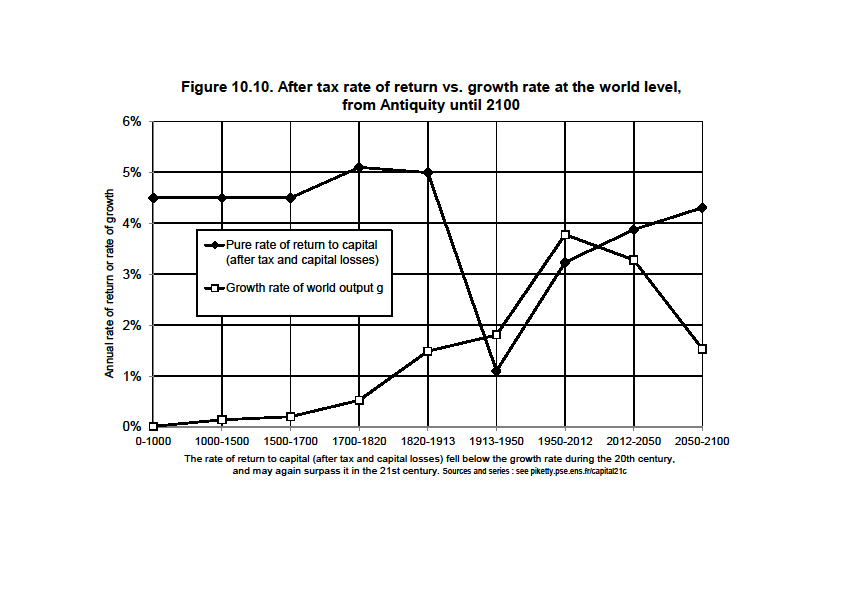 Figure 10.10. After tax rate of return vs. growth rate at the world level,
from Antiquity until 2100
6%
5%
4%
3%
2%
1%
0%
Annual rate of return or rate of growth
Pure rate of return to capital
(after tax and capital losses)
Growth rate of world output g
0-1000 1000-1500 1500-1700 1700-1820 1820-1913 1913-1950 1950-2012 2012-2050 2050-2100
The rate of return to capital (after tax and capital losses) fell below the growth rate during the 20th century,
and may again surpass it in the 21st century. Sources and series : see piketty.pse.ens.fr/capital21c